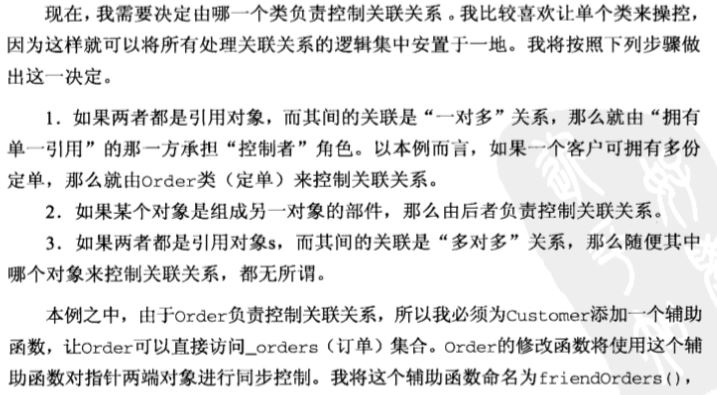 现在，我需要决定由哪一个类负责控制关联关系。我比较喜欢让单个类来操控，
因为这样就可以将所有处理关联关系的逻辑集中安置于一地。我将按照下列步骤做
出这一决定。
1．如果两者都是引用对象，而其间的关联是“一对多”关系，那么就由“拥有
单一引用”的那一方承担“控制者”角色。以本例而言，如果一个客户可拥有多份
定单，那么就由Order类（定单）来控制关联关系。
2．如果某个对象是组成另一对象的部件，那么由后者负责控制关联关系。
3．如果两者都是引用对象s，而其间的关联是“多对多”关系，那么随便其中
哪个对象来控制关联关系，都无所谓。
本例之中，由于Order负责控制关联关系，所以我必须为Customer添加一个辅助
函数，让Order可以直接访问_orders（订单）集合。Order的修改函数将使用这个辅
助函数对指针两端对象进行同步控制。我将这个辅助函数命名为friendOrders()，